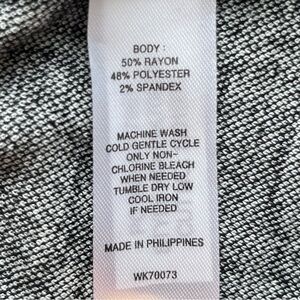 BODY :
50% RAYON
48% POLYESTER
2% SPANDEX
MACHINE WASH
COLD GENTLE CYCLE
ONLY NON-
CHLORINE BLEACH
WHEN NEEDED
TUMBLE DRY LOW
COOL IRON
IF NEEDED
MADE IN PHILIPPINES
WK70073